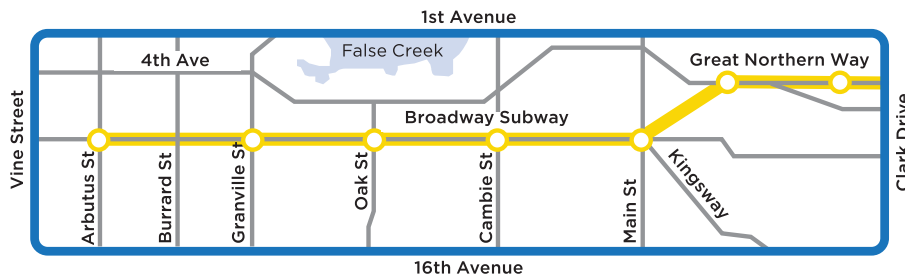 1st Avenue
False Creek
4th Ave
Great Northern Way
Broadway Subway
Vine Street
Clark Drive
Arbutus St
Burrard St
Granville St
Oak St
Cambie St
Main St
Kingsway
16th Avenue